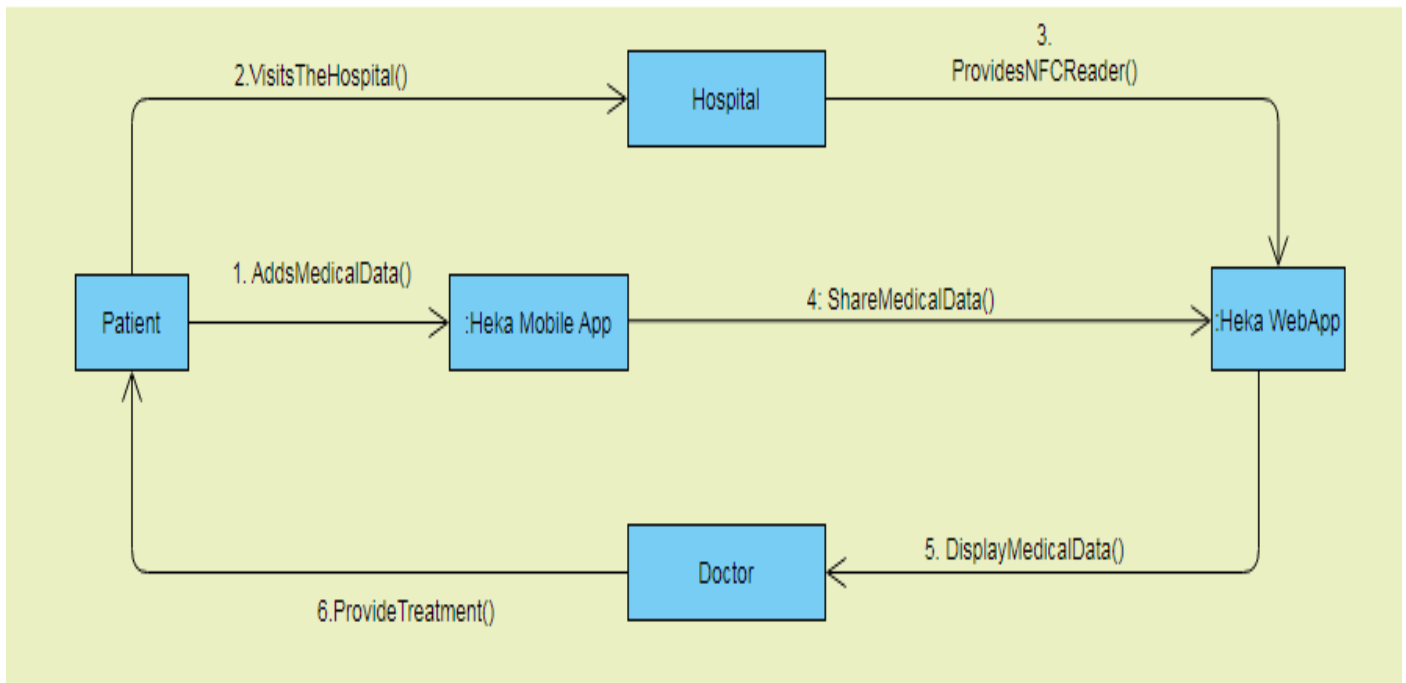 3.
2.VisitsTheHospital()
ProvidesNFCReader()
Hospital
1. AddsMedicalData()
4: ShareMedicalData()
Patient
:Heka Mobile App
:Heka WebApp
5. DisplayMedicalData()
Doctor
6.ProvideTreatment()